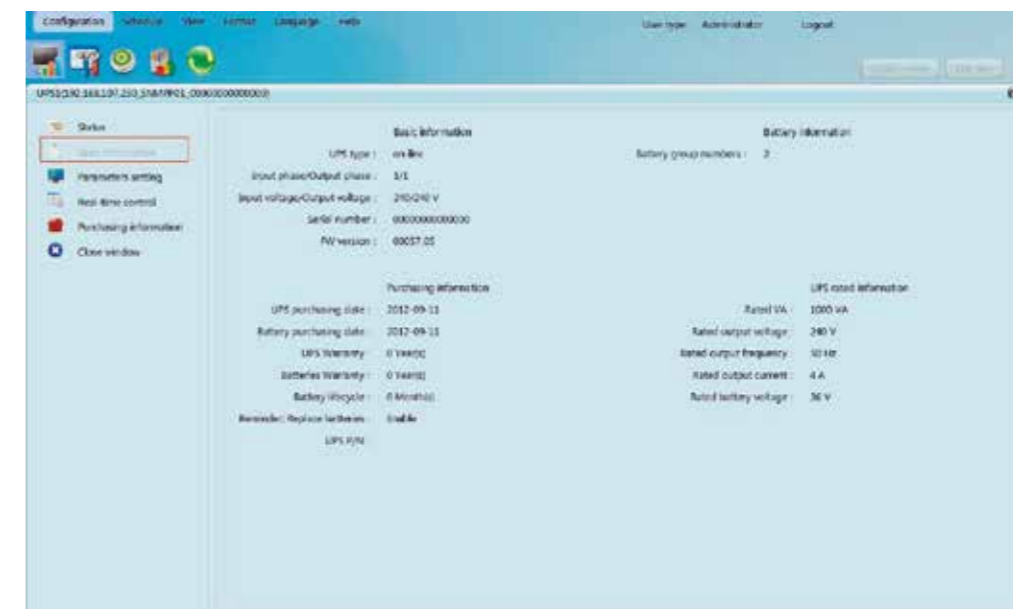 Configuration Schedule View Format Language Help User type: Administrator Logout
Status
Basic information
Parameters setting
Real-time control
Purchasing information
Close window
Basic information Battery information
UPS type : on-line Battery group numbers : 3
Input phase/Output phase : 1/1
Input voltage/Output voltage : 240/240 V
Serial number : 00000000000000
FW version : 00057.05
Purchasing information UPS rated information
UPS purchasing date : 2012-09-11 Rated VA : 1000 VA
Battery purchasing date : 2012-09-11 Rated output voltage : 240 V
UPS Warranty : 0 Year(s) Rated output frequency : 50 Hz
Batteries Warranty : 0 Year(s) Rated output current : 4 A
Battery lifecycle : 0 Month(s) Rated battery voltage : 36 V
Reminder: Replace batteries : Enable
UPS P/N :